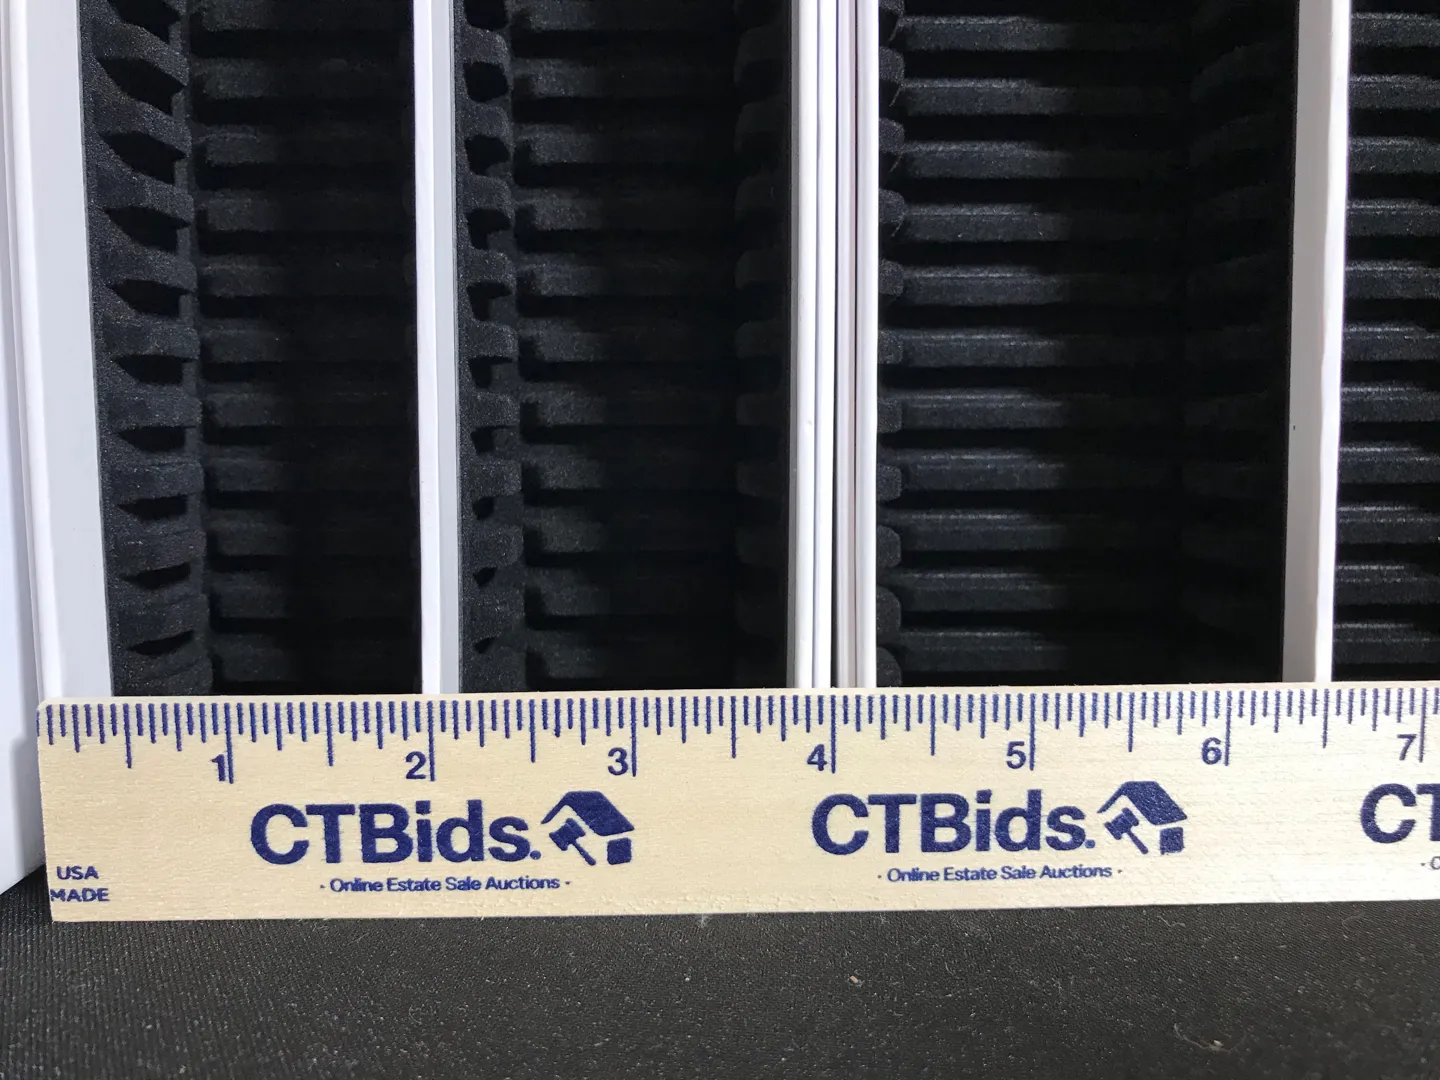 1 2 3 4 5 6 7
CTBids. CTBids. CT
· Online Estate Sale Auctions · · Online Estate Sale Auctions ·
USA
MADE